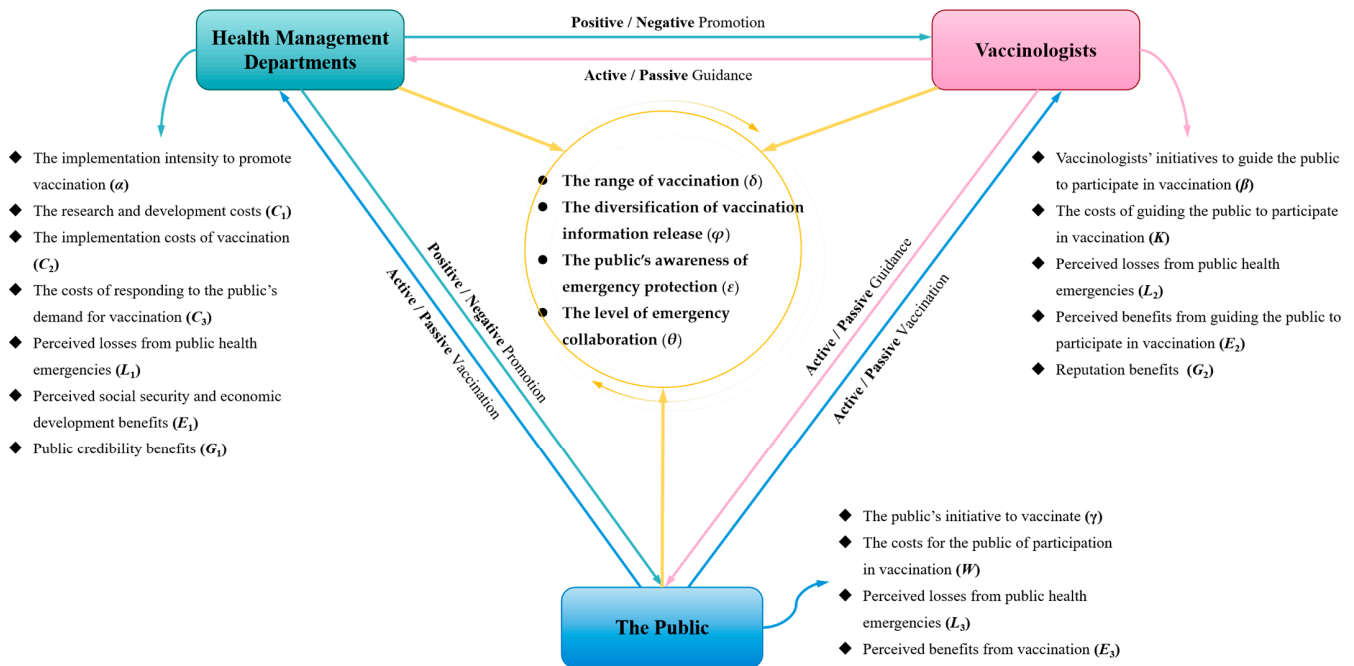 Health Management
Departments
Positive / Negative Promotion
Active / Passive Guidance
Vaccinologists
◆ The implementation intensity to promote
vaccination (α)
◆ The research and development costs (C₁)
◆ The implementation costs of vaccination
(C₂)
◆ The costs of responding to the public's
demand for vaccination (C₃)
◆ Perceived losses from public health
emergencies (L₁)
◆ Perceived social security and economic
development benefits (E₁)
◆ Public credibility benefits (G₁)
Positive / Negative Promotion
Active / Passive Vaccination
● The range of vaccination (δ)
● The diversification of vaccination
information release (φ)
● The public's awareness of
emergency protection (ε)
● The level of emergency
collaboration (θ)
Active / Passive Guidance
Active / Passive Vaccination
◆ Vaccinologists' initiatives to guide the public
to participate in vaccination (β)
◆ The costs of guiding the public to participate
in vaccination (K)
◆ Perceived losses from public health
emergencies (L₂)
◆ Perceived benefits from guiding the public to
participate in vaccination (E₂)
◆ Reputation benefits (G₂)
The Public
◆ The public's initiative to vaccinate (γ)
◆ The costs for the public of participation
in vaccination (W)
◆ Perceived losses from public health
emergencies (L₃)
◆ Perceived benefits from vaccination (E₃)